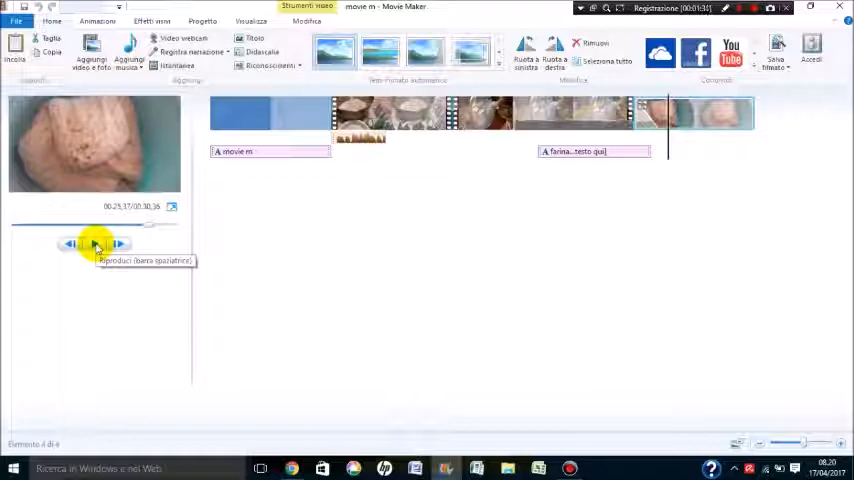 Strumenti video
movie m - Movie Maker
Registrazione [00:01:31]
File
Home
Animazioni
Effetti visivi
Progetto
Visualizza
Modifica
Incolla
Taglia
Copia
Aggiungi video e foto
Aggiungi musica
Video webcam
Registra narrazione
Istantanea
Titolo
Didascalia
Riconoscimenti
Ruota a sinistra
Ruota a destra
Rimuovi
Seleziona tutto
You
Tube
Salva filmato
Accedi
Aggiungi
Temi-Filmato automatico
Modifica
Condividi
movie m
farina...testo qui]
00:25,37/00:30,36
Riproduci (barra spaziatrice)
Elemento 4 di 4
Ricerca in Windows e nel Web
08.20
17/04/2017